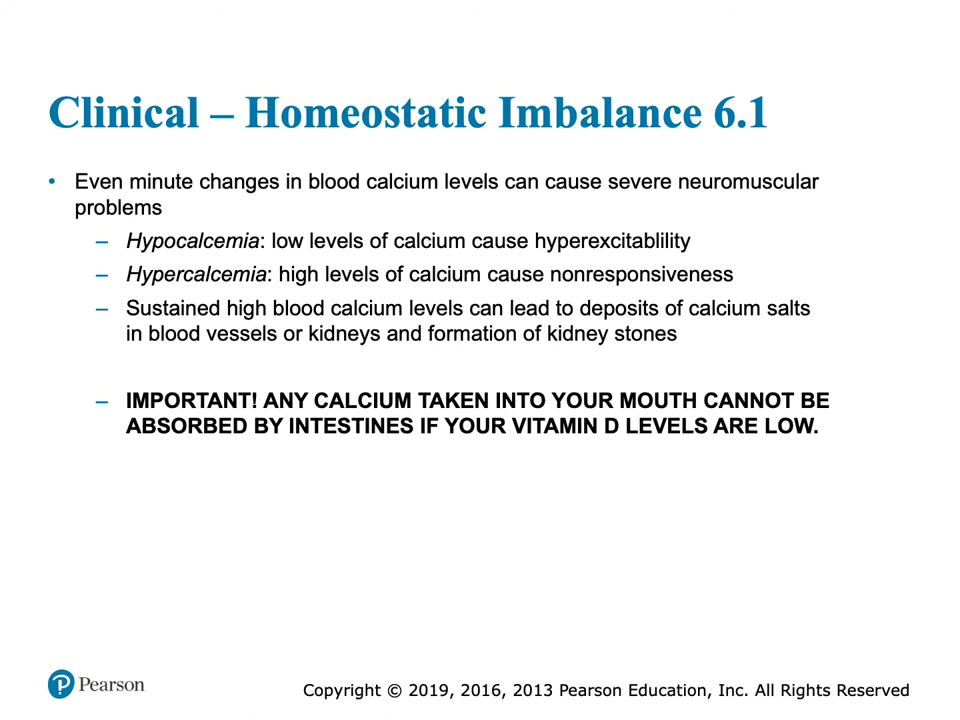 Clinical – Homeostatic Imbalance 6.1
• Even minute changes in blood calcium levels can cause severe neuromuscular
problems
– Hypocalcemia: low levels of calcium cause hyperexcitablility
– Hypercalcemia: high levels of calcium cause nonresponsiveness
– Sustained high blood calcium levels can lead to deposits of calcium salts
in blood vessels or kidneys and formation of kidney stones
– IMPORTANT! ANY CALCIUM TAKEN INTO YOUR MOUTH CANNOT BE
ABSORBED BY INTESTINES IF YOUR VITAMIN D LEVELS ARE LOW.
P Pearson
Copyright © 2019, 2016, 2013 Pearson Education, Inc. All Rights Reserved